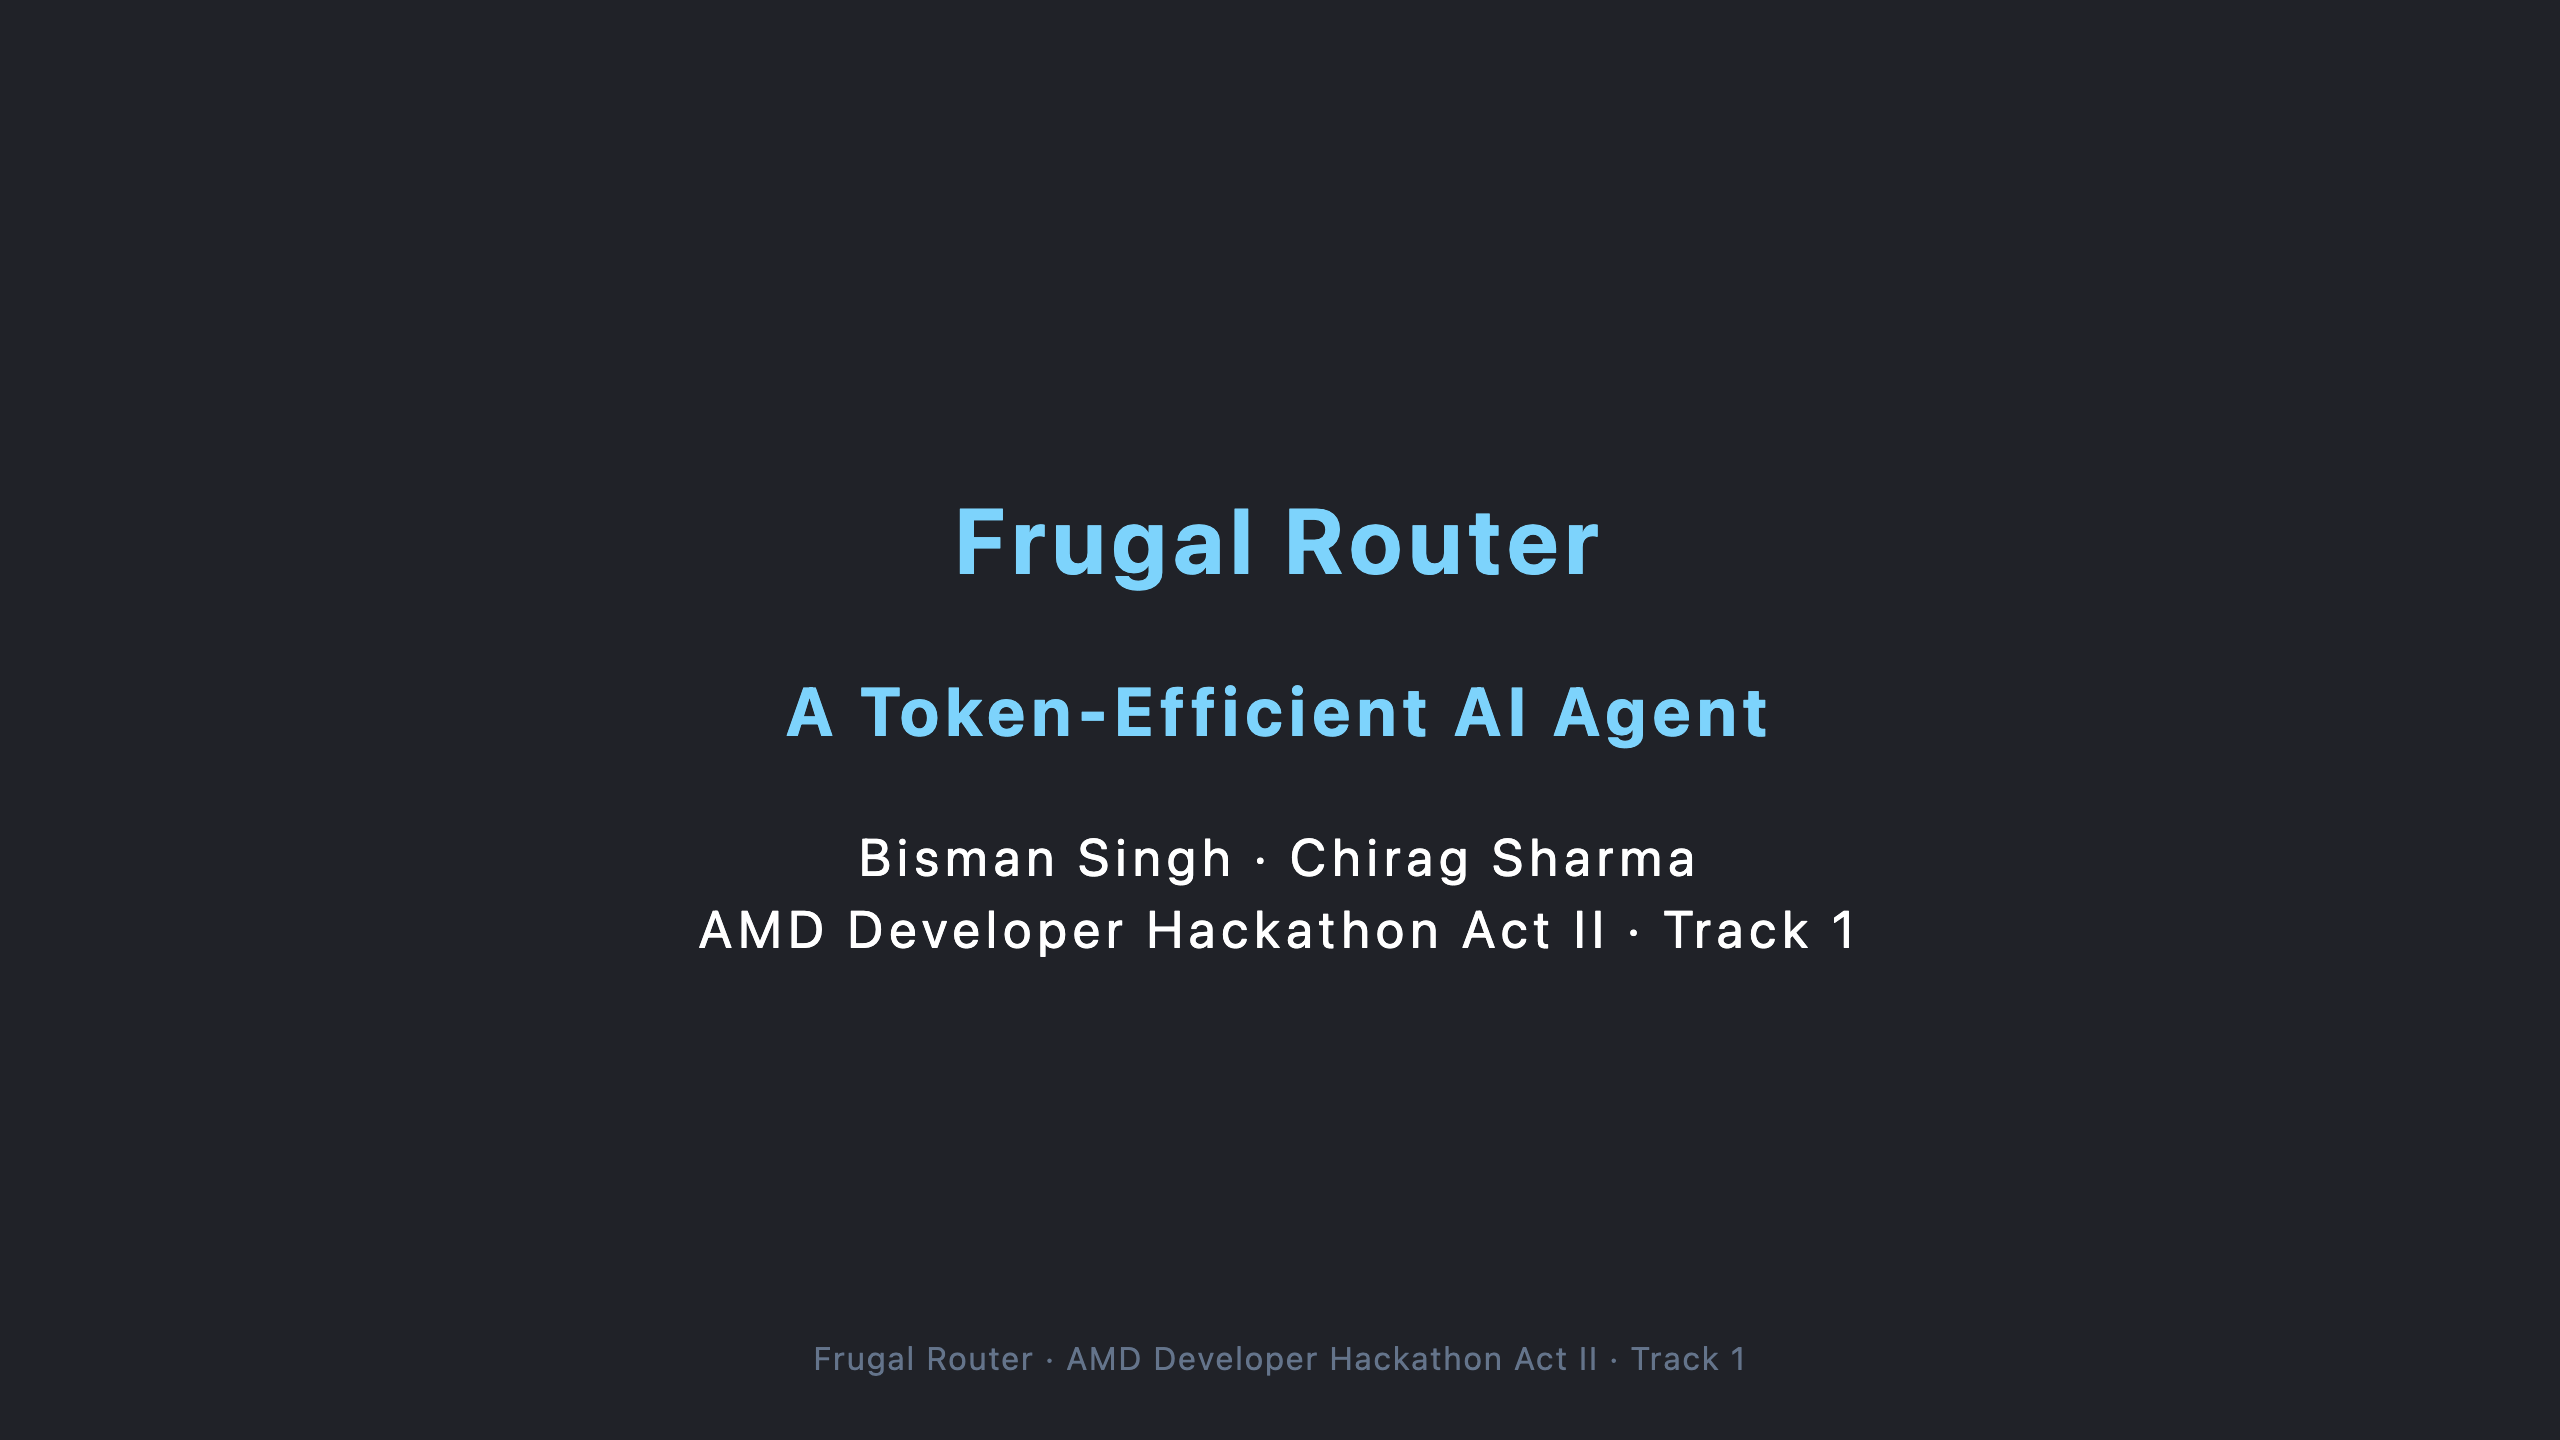 Frugal Router
A Token-Efficient AI Agent
Bisman Singh · Chirag Sharma
AMD Developer Hackathon Act II · Track 1
Frugal Router · AMD Developer Hackathon Act II · Track 1